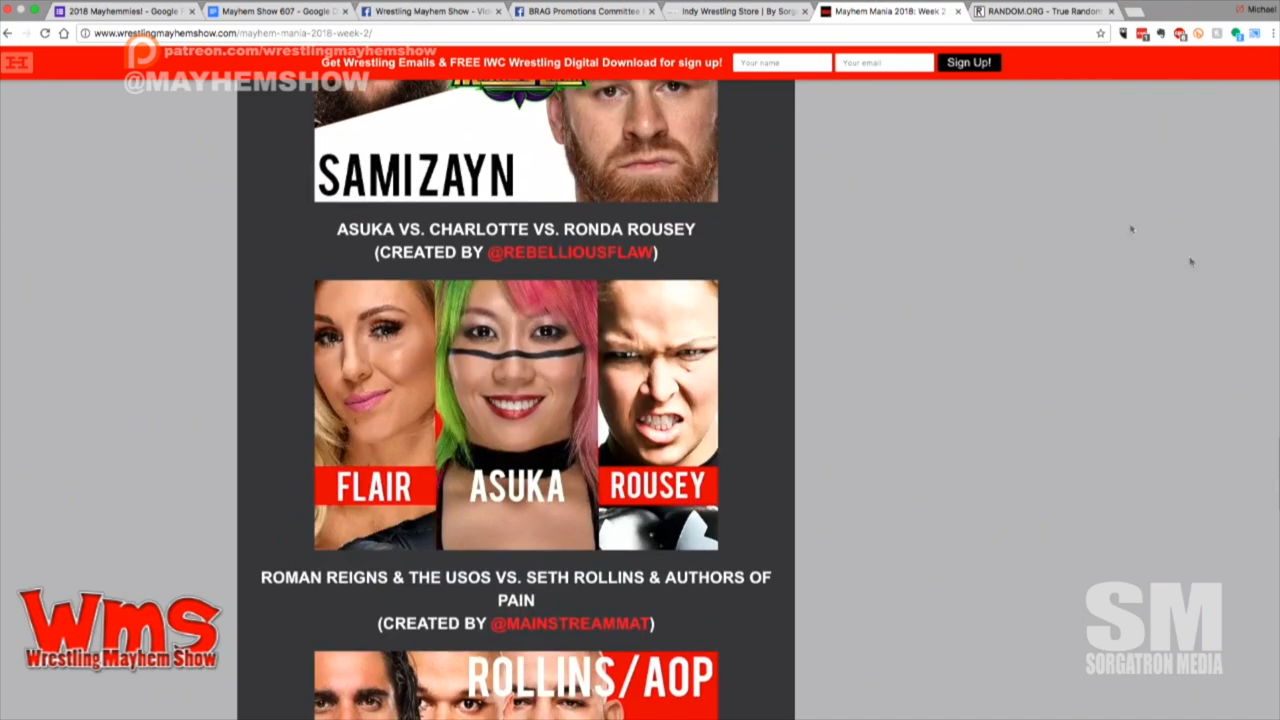 2018 Mayhemmies! - Google F
Mayhem Show 607 - Google D
Wrestling Mayhem Show - Vid
BRAG Promotions Committee
Indy Wrestling Store | By Sorg
Mayhem Mania 2018: Week 2
RANDOM.ORG - True Random
Michael
www.wrestlingmayhemshow.com/mayhem-mania-2018-week-2/
patreon.com/wrestlingmayhemshow
@MAYHEMSHOW
Get Wrestling Emails & FREE IWC Wrestling Digital Download for sign up!
Your name
Your email
Sign Up!
SAMI ZAYN
ASUKA VS. CHARLOTTE VS. RONDA ROUSEY
(CREATED BY @REBELLIOUSFLAW)
FLAIR
ASUKA
ROUSEY
ROMAN REIGNS & THE USOS VS. SETH ROLLINS & AUTHORS OF
PAIN
(CREATED BY @MAINSTREAMMAT)
ROLLINS/AOP
WMS
Wrestling Mayhem Show
SM
SORGATRON MEDIA